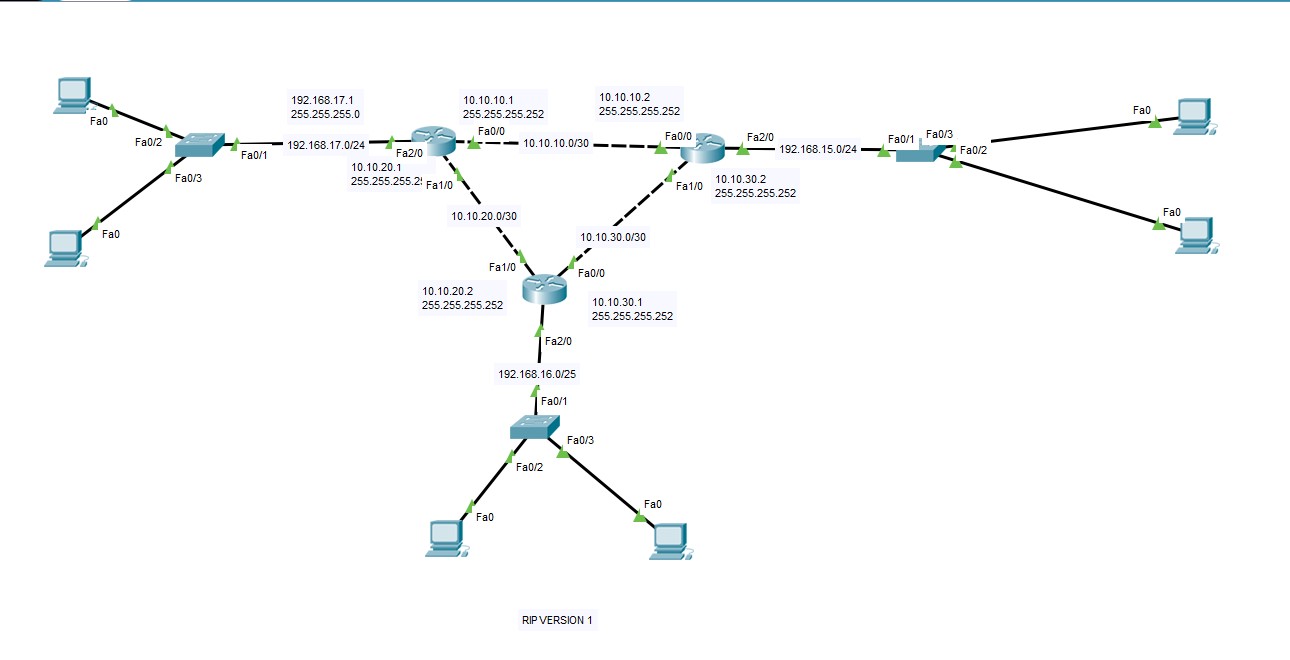 192.168.17.1
255.255.255.0
10.10.10.1
255.255.255.252
10.10.10.2
255.255.255.252
Fa0
Fa0/2
Fa0/1
192.168.17.0/24
Fa2/0
Fa0/0
10.10.10.0/30
Fa0/0
Fa2/0
192.168.15.0/24
Fa0/1
Fa0/3
Fa0/2
Fa0
Fa0/3
Fa0
10.10.20.1
Fa1/0
Fa1/0
10.10.30.2
255.255.255.252
10.10.20.0/30
10.10.30.0/30
Fa0
Fa1/0
Fa0/0
10.10.20.2
255.255.255.252
10.10.30.1
255.255.255.252
Fa2/0
192.168.16.0/25
Fa0/1
Fa0/3
Fa0/2
Fa0
Fa0
RIP VERSION 1